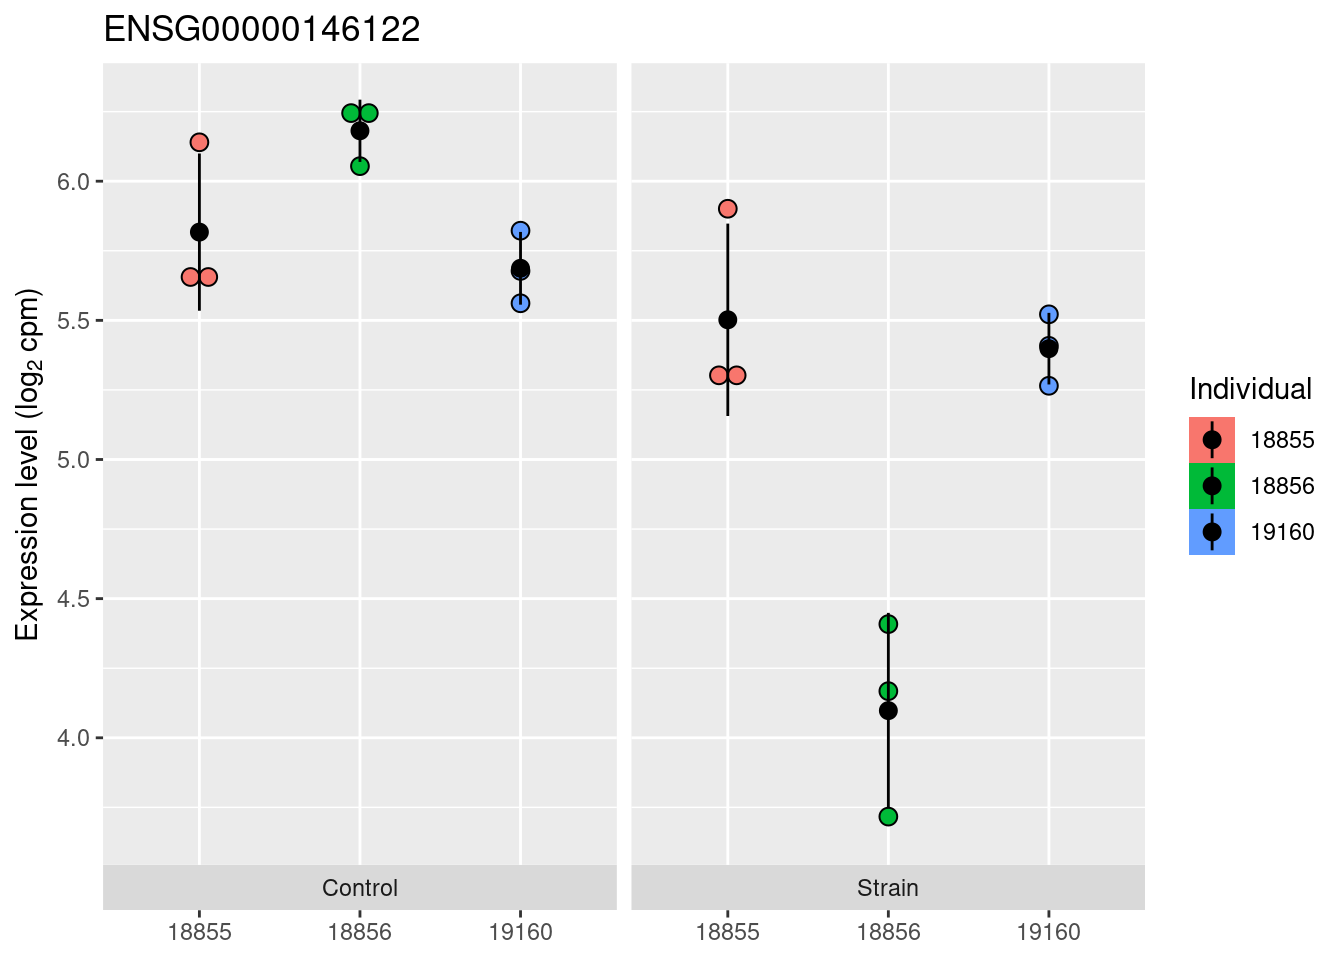 ENSG00000146122
Expression level (log₂ cpm)
6.0
5.5
5.0
4.5
4.0
Control
Strain
18855 18856 19160
18855 18856 19160
Individual
18855
18856
19160